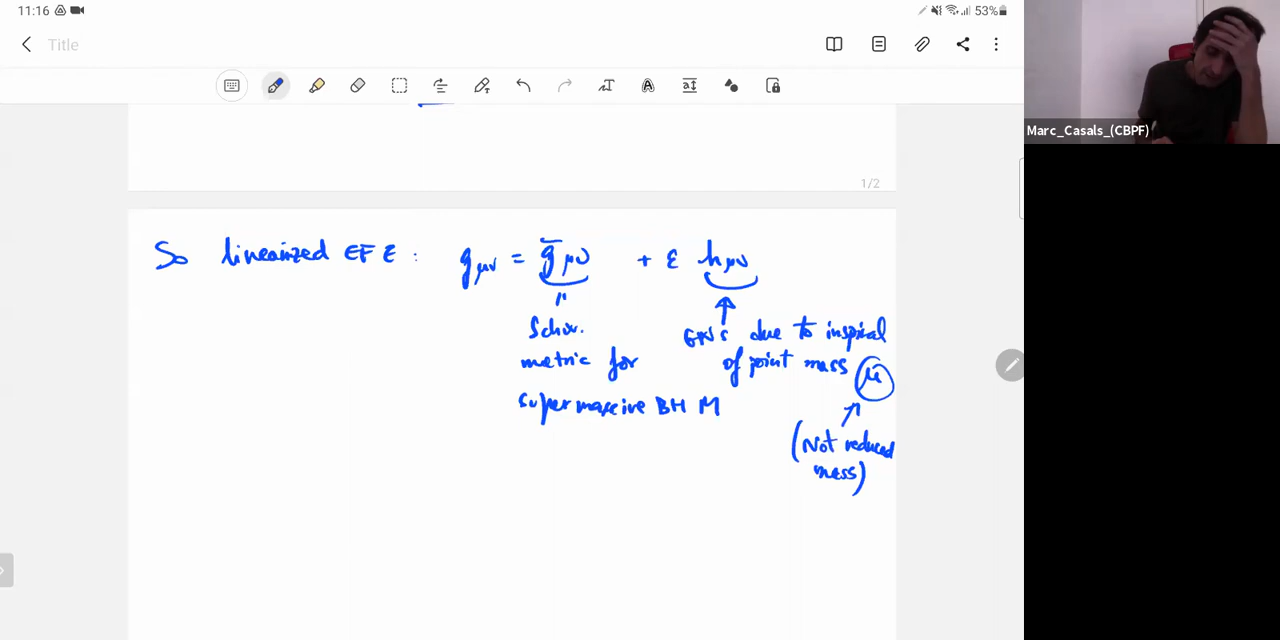 11:16
53%
Title
Marc_Casals_(CBPF)
1/2
So linearized EFE : gμν = g̅μν + ε hμν
"
Schw. metric for supermassive BH M
GWs due to inspiral of point mass μ
(Not reduced mass)